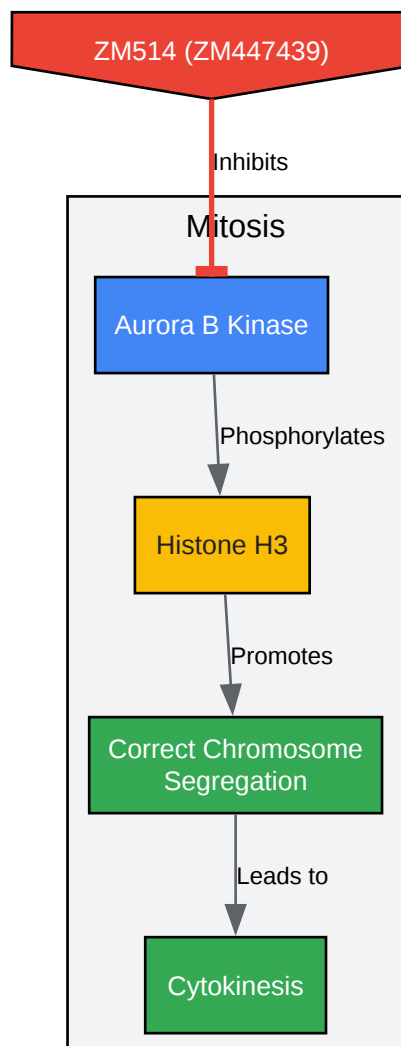 ZM514 (ZM447439)
Inhibits
Mitosis
Aurora B Kinase
Phosphorylates
Histone H3
Promotes
Correct Chromosome
Segregation
Leads to
Cytokinesis